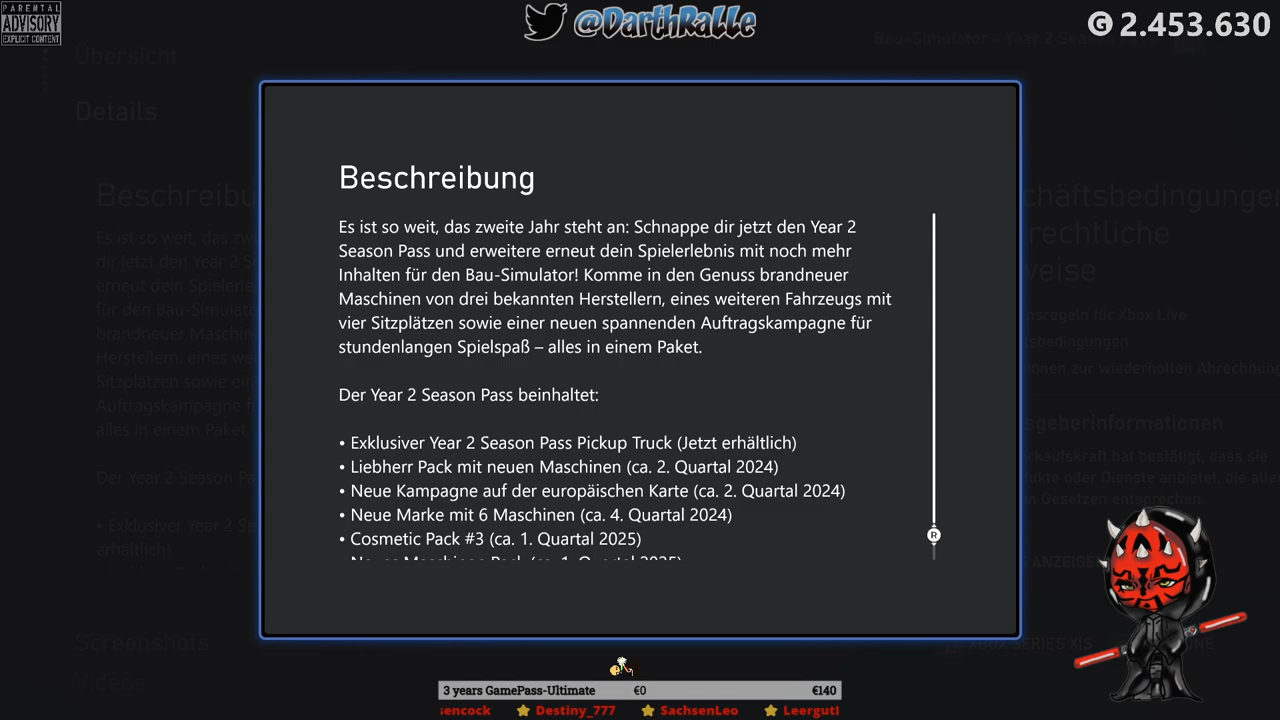 PARENTAL
ADVISORY
EXPLICIT CONTENT
@DarthRalle
G 2.453.630
Übersicht
Bau-Simulator – Year 2 Season
Details
Beschreibung
Es ist so weit, das zweite Jahr steht an: Schnappe dir jetzt den Year 2
Season Pass und erweitere erneut dein Spielerlebnis mit noch mehr
Inhalten für den Bau-Simulator! Komme in den Genuss brandneuer
Maschinen von drei bekannten Herstellern, eines weiteren Fahrzeugs mit
vier Sitzplätzen sowie einer neuen spannenden Auftragskampagne für
stundenlangen Spielspaß – alles in einem Paket.
Der Year 2 Season Pass beinhaltet:
• Exklusiver Year 2 Season Pass Pickup Truck (Jetzt erhältlich)
• Liebherr Pack mit neuen Maschinen (ca. 2. Quartal 2024)
• Neue Kampagne auf der europäischen Karte (ca. 2. Quartal 2024)
• Neue Marke mit 6 Maschinen (ca. 4. Quartal 2024)
• Cosmetic Pack #3 (ca. 1. Quartal 2025)
R
Screenshots
Videos
3 years GamePass-Ultimate €0 €140
sencock Destiny_777 SachsenLeo Leergutl